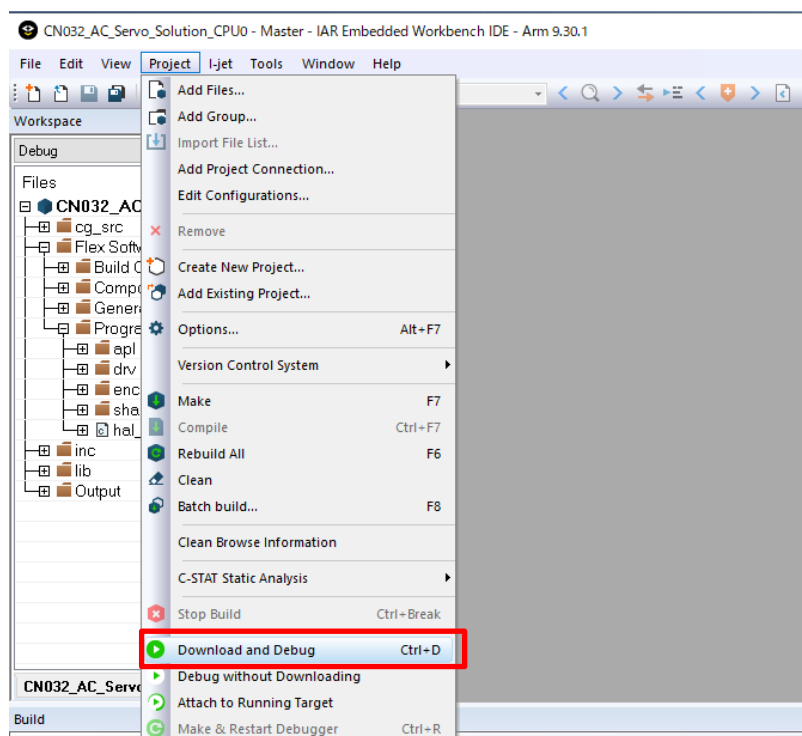 CN032_AC_Servo_Solution_CPU0 - Master - IAR Embedded Workbench IDE - Arm 9.30.1
File Edit View Project I-jet Tools Window Help
Workspace
Debug
Files
CN032_AC
cg_src
Flex Softw
Build C
Compo
Genera
Progra
apl
drv
enc
sha
hal_
inc
lib
Output
CN032_AC_Servo
Build
Add Files...
Add Group...
Import File List...
Add Project Connection...
Edit Configurations...
Remove
Create New Project...
Add Existing Project...
Options... Alt+F7
Version Control System
Make F7
Compile Ctrl+F7
Rebuild All F6
Clean
Batch build... F8
Clean Browse Information
C-STAT Static Analysis
Stop Build Ctrl+Break
Download and Debug Ctrl+D
Debug without Downloading
Attach to Running Target
Make & Restart Debugger Ctrl+R